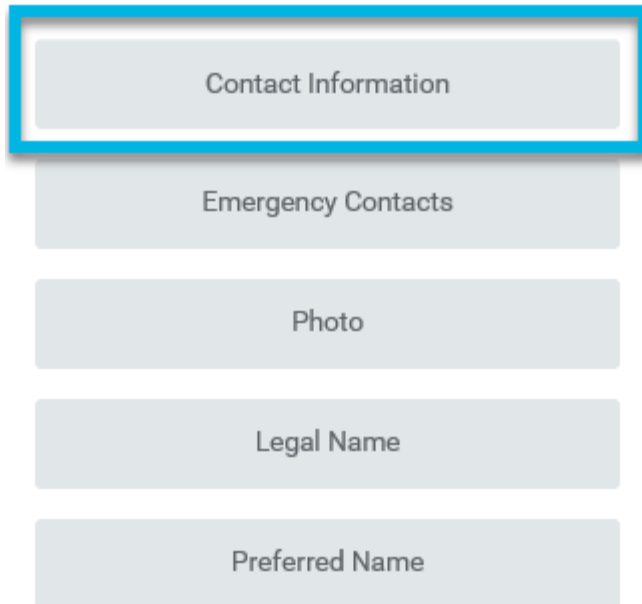 Contact Information
Emergency Contacts
Photo
Legal Name
Preferred Name